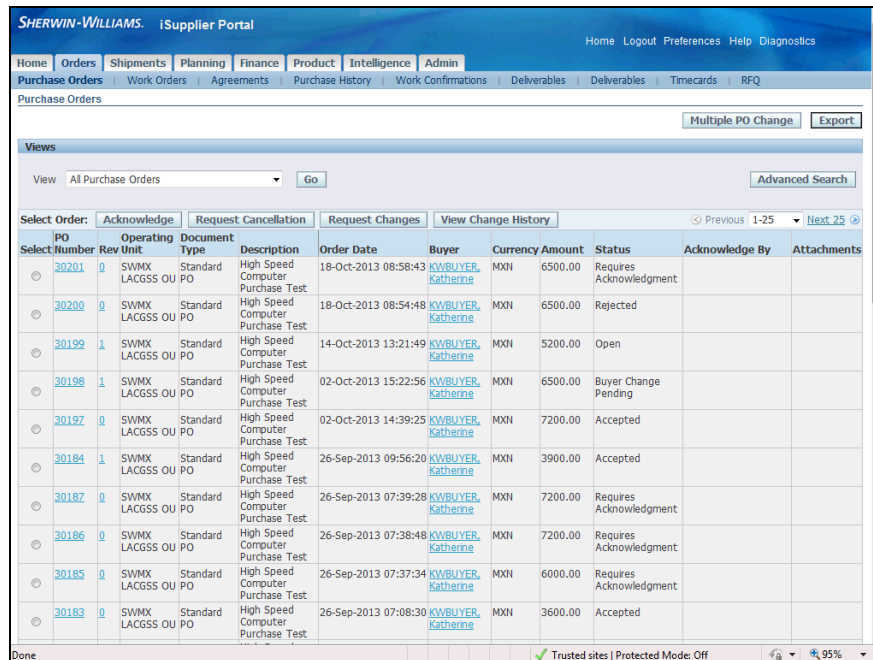 SHERWIN-WILLIAMS. iSupplier Portal
Home Logout Preferences Help Diagnostics
Home Orders Shipments Planning Finance Product Intelligence Admin
Purchase Orders | Work Orders | Agreements | Purchase History | Work Confirmations | Deliverables | Deliverables | Timecards | RFQ
Purchase Orders
Multiple PO Change Export
Views
View All Purchase Orders Go Advanced Search
Select Order: Acknowledge Request Cancellation Request Changes View Change History Previous 1-25 Next 25
PO Operating Document
Select Number Rev Unit Type Description Order Date Buyer Currency Amount Status Acknowledge By Attachments
30201 0 SWMX Standard High Speed 18-Oct-2013 08:58:43 KWBUYER, MXN 6500.00 Requires
LACGSS OU PO Computer Katherine Acknowledgment
Purchase Test
30200 0 SWMX Standard High Speed 18-Oct-2013 08:54:48 KWBUYER, MXN 6500.00 Rejected
LACGSS OU PO Computer Katherine
Purchase Test
30199 1 SWMX Standard High Speed 14-Oct-2013 13:21:49 KWBUYER, MXN 5200.00 Open
LACGSS OU PO Computer Katherine
Purchase Test
30198 1 SWMX Standard High Speed 02-Oct-2013 15:22:56 KWBUYER, MXN 6500.00 Buyer Change
LACGSS OU PO Computer Katherine Pending
Purchase Test
30197 0 SWMX Standard High Speed 02-Oct-2013 14:39:25 KWBUYER, MXN 7200.00 Accepted
LACGSS OU PO Computer Katherine
Purchase Test
30184 1 SWMX Standard High Speed 26-Sep-2013 09:56:20 KWBUYER, MXN 3900.00 Accepted
LACGSS OU PO Computer Katherine
Purchase Test
30187 0 SWMX Standard High Speed 26-Sep-2013 07:39:28 KWBUYER, MXN 7200.00 Requires
LACGSS OU PO Computer Katherine Acknowledgment
Purchase Test
30186 0 SWMX Standard High Speed 26-Sep-2013 07:38:48 KWBUYER, MXN 7200.00 Requires
LACGSS OU PO Computer Katherine Acknowledgment
Purchase Test
30185 0 SWMX Standard High Speed 26-Sep-2013 07:37:34 KWBUYER, MXN 6000.00 Requires
LACGSS OU PO Computer Katherine Acknowledgment
Purchase Test
30183 0 SWMX Standard High Speed 26-Sep-2013 07:08:30 KWBUYER, MXN 3600.00 Accepted
LACGSS OU PO Computer Katherine
Purchase Test
Done Trusted sites | Protected Mode: Off 95%